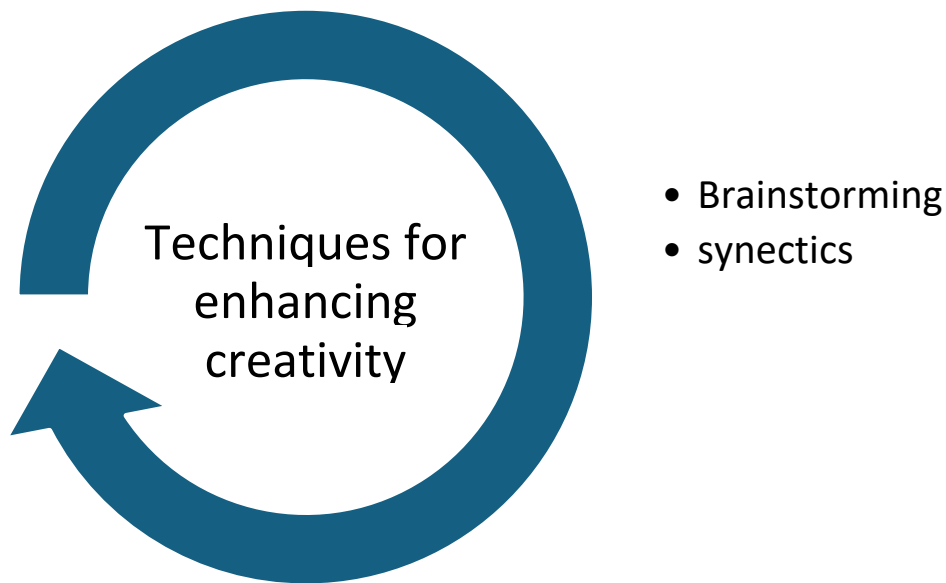 Techniques for
enhancing
creativity
• Brainstorming
• synectics